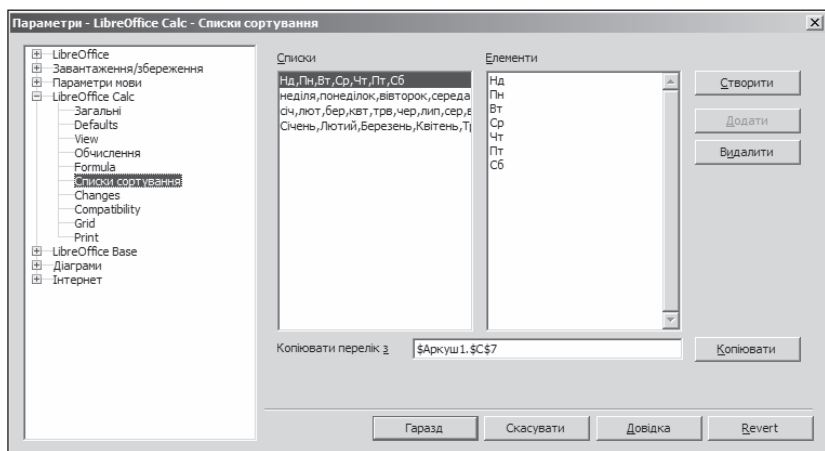 Параметри - LibreOffice Calc - Списки сортування
LibreOffice
Завантаження/збереження
Параметри мови
LibreOffice Calc
Загальні
Defaults
View
Обчислення
Formula
Списки сортування
Changes
Compatibility
Grid
Print
LibreOffice Base
Діаграми
Інтернет
Списки
Нд,Пн,Вт,Ср,Чт,Пт,Сб
неділя,понеділок,вівторок,середа
січ,лют,бер,квт,трв,чер,лип,сер,в
Січень,Лютий,Березень,Квітень,Тр
Елементи
Нд
Пн
Вт
Ср
Чт
Пт
Сб
Створити
Додати
Видалити
Копіювати перелік з
$Аркуш1.$C$7
Копіювати
Гаразд
Скасувати
Довідка
Revert